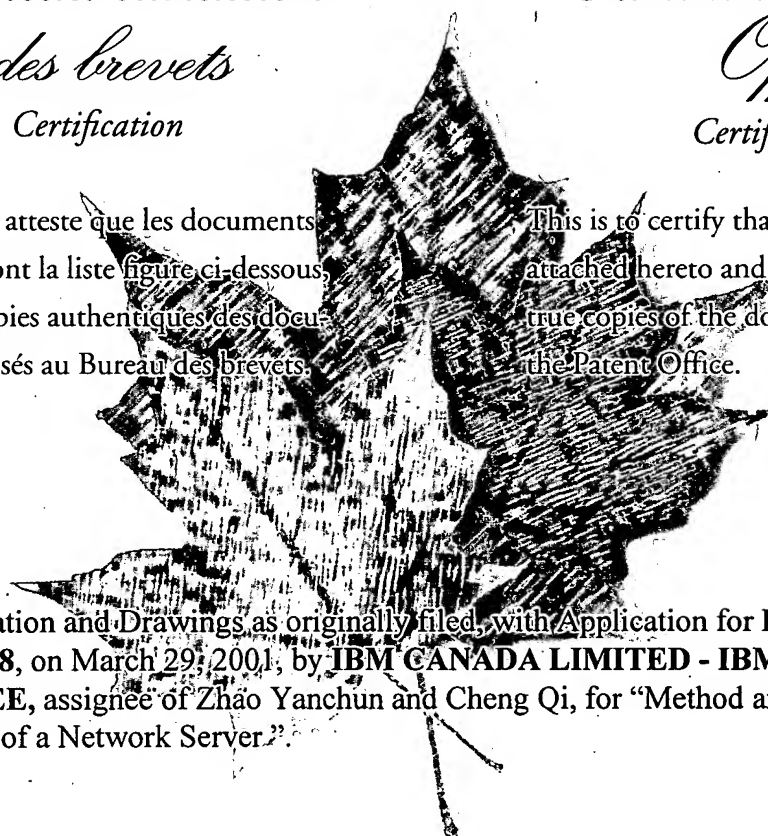 des brevets
Certification
atteste que les documents
ont la liste figure ci-dessous
pies authentiques des docu-
sés au Bureau des brevets.
Certif
This is to certify tha
attached hereto and
true copies of the do
the Patent Office.
ation and Drawings as originally filed, with Application for
8, on March 29, 2001, by IBM CANADA LIMITED - IBM
EE, assignee of Zhao Yanchun and Cheng Qi, for “Method a
of a Network Server.”.